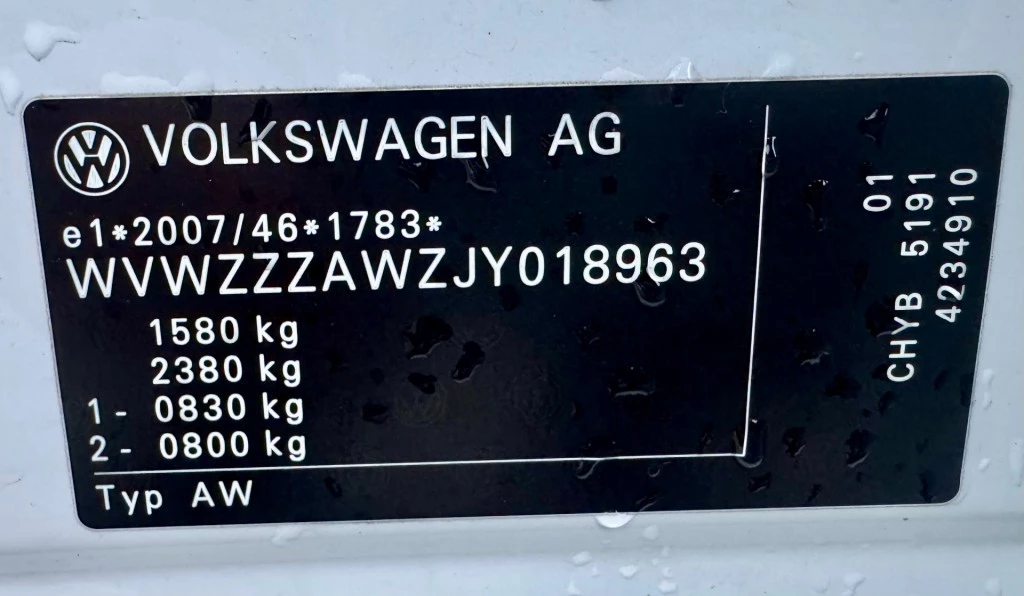 VOLKSWAGEN AG
e1*2007/46*1783*
WVWZZZAWZJY018963
1580 kg
2380 kg
1- 0830 kg
2- 0800 kg
Typ AW
01
CHYB 5191
4234910